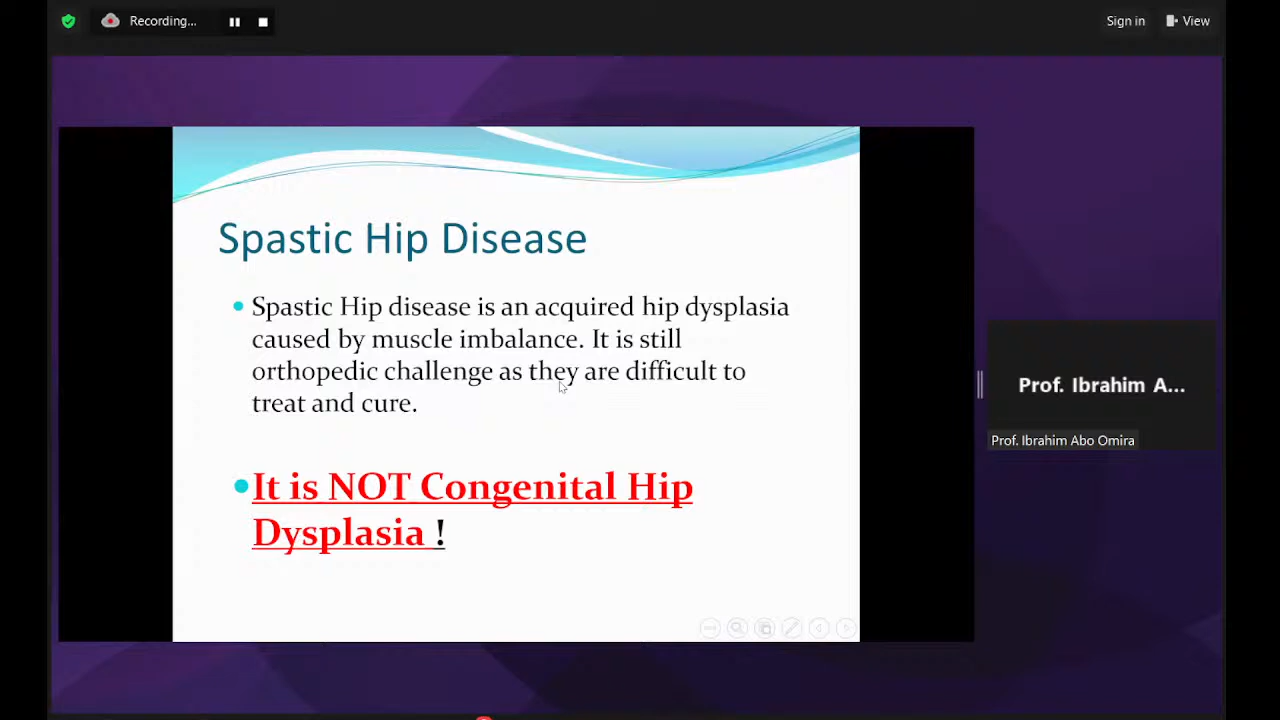 Recording...
Sign in
View
Spastic Hip Disease
Spastic Hip disease is an acquired hip dysplasia
caused by muscle imbalance. It is still
orthopedic challenge as they are difficult to
treat and cure.
It is NOT Congenital Hip
Dysplasia !
Prof. Ibrahim A...
Prof. Ibrahim Abo Omira